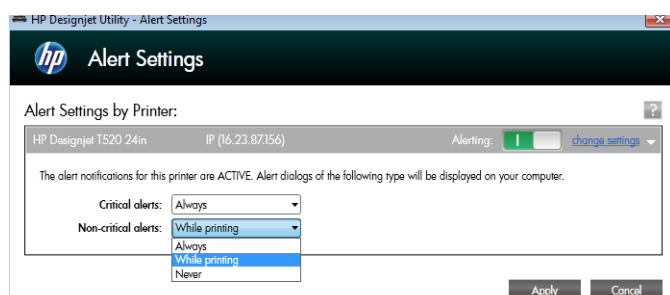 HP Designjet Utility - Alert Settings
hp Alert Settings
Alert Settings by Printer:
?
HP Designjet T520 24in IP (16.23.87.156) Alerting: change settings
The alert notifications for this printer are ACTIVE. Alert dialogs of the following type will be displayed on your computer.
Critical alerts: Always
Non-critical alerts: While printing
Always
While printing
Never
Apply Cancel